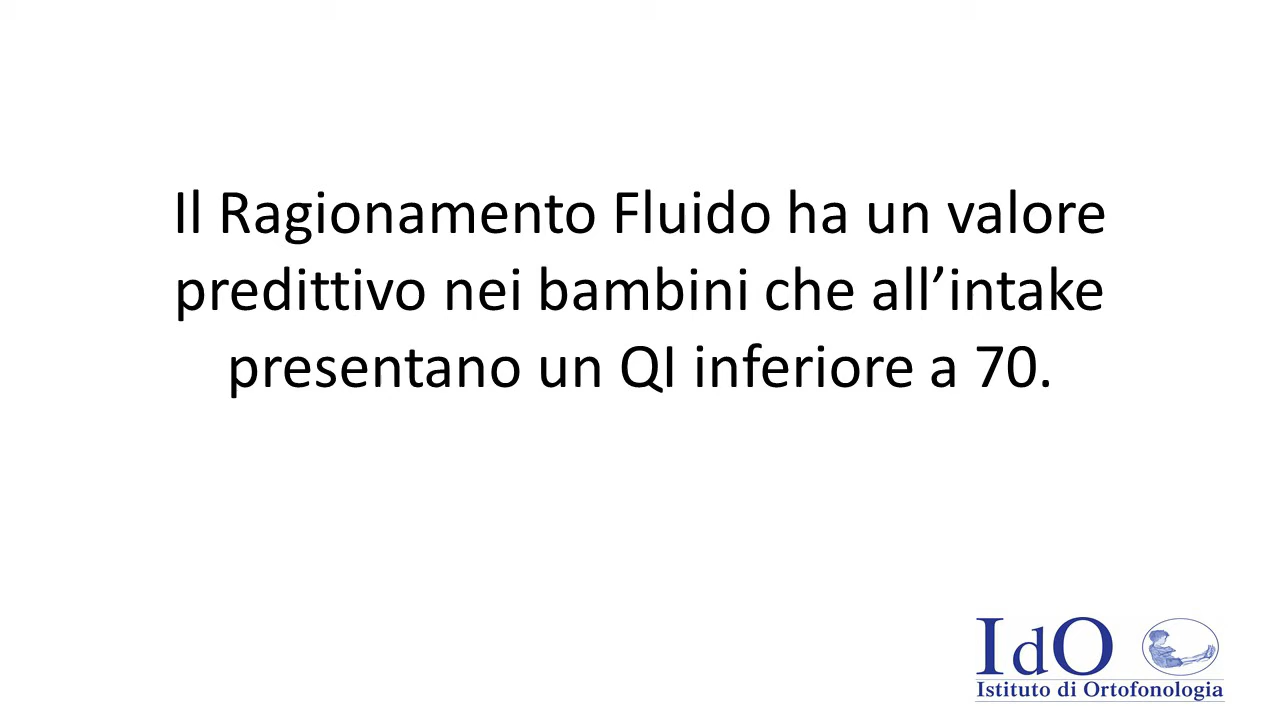 Il Ragionamento Fluido ha un valore
predittivo nei bambini che all’intake
presentano un QI inferiore a 70.
IdO
Istituto di Ortofonologia